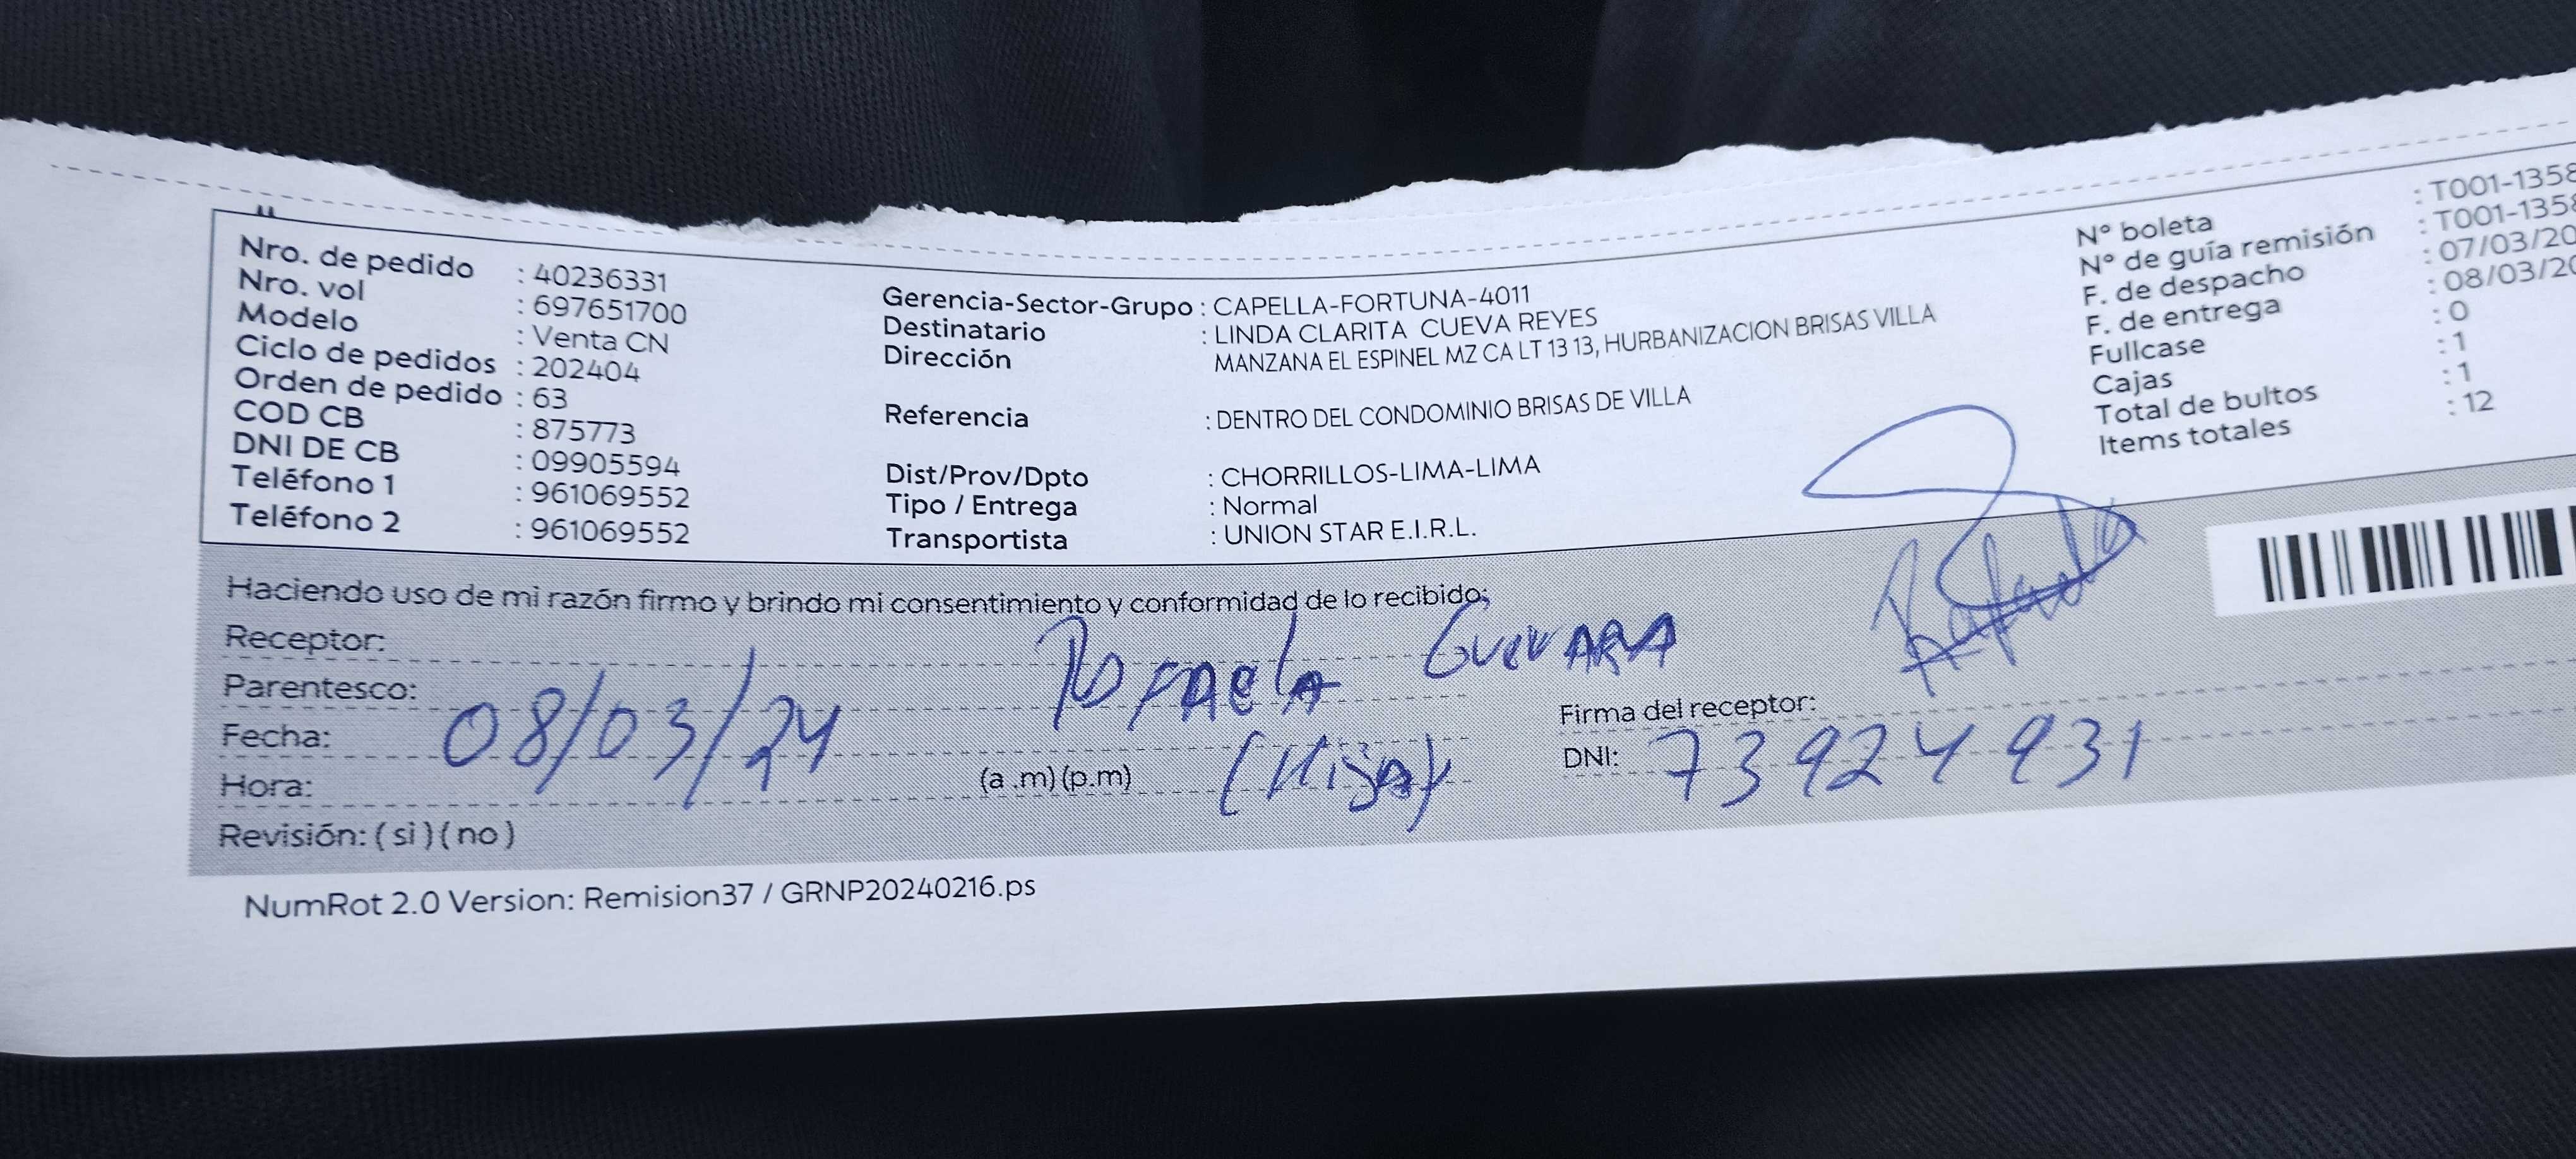 Nro. de pedido : 40236331
Nro. vol : 697651700
Modelo : Venta CN
Ciclo de pedidos : 202404
Orden de pedido : 63
COD CB : 875773
DNI DE CB : 09905594
Teléfono 1 : 961069552
Teléfono 2 : 961069552
Gerencia-Sector-Grupo : CAPELLA-FORTUNA-4011
Destinatario : LINDA CLARITA CUEVA REYES
Dirección MANZANA EL ESPINEL MZ CA LT 13 13, HURBANIZACION BRISAS VILLA
Referencia : DENTRO DEL CONDOMINIO BRISAS DE VILLA
Dist/Prov/Dpto : CHORRILLOS-LIMA-LIMA
Tipo / Entrega : Normal
Transportista : UNION STAR E.I.R.L.
N° boleta : T001-1358
N° de guía remisión : T001-1358
F. de despacho : 07/03/20
F. de entrega : 08/03/20
Fullcase : 0
Cajas : 1
Total de bultos : 1
Items totales : 12
Haciendo uso de mi razón firmo y brindo mi consentimiento y conformidad de lo recibido:
Receptor: Rafaela Guevara
Parentesco: (Hija)
Fecha: 08/03/24
Hora: (a .m) (p.m)
Revisión: ( sì ) ( no )
Rafaela
Firma del receptor:
DNI: 73924931
NumRot 2.0 Version: Remision37 / GRNP20240216.ps